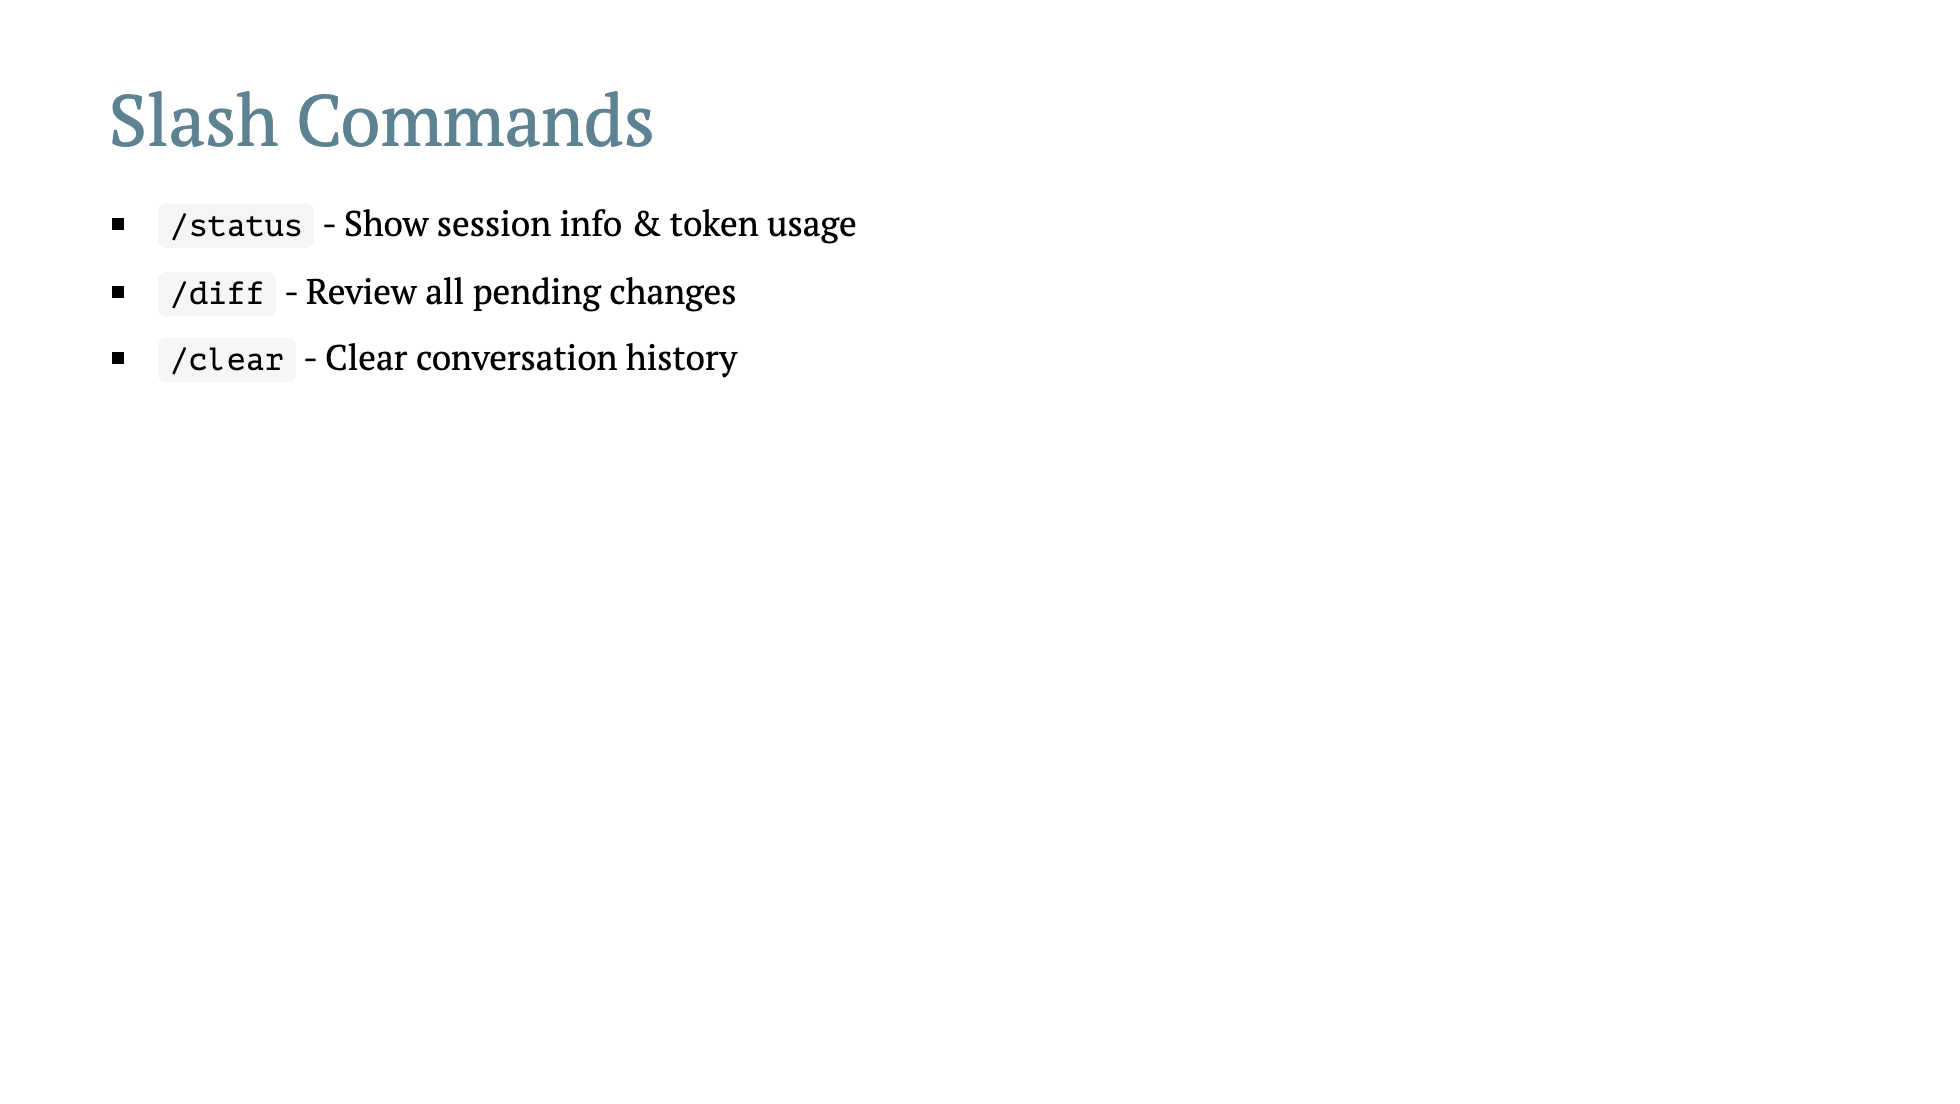 Slash Commands
▪ /status - Show session info & token usage
▪ /diff - Review all pending changes
▪ /clear - Clear conversation history